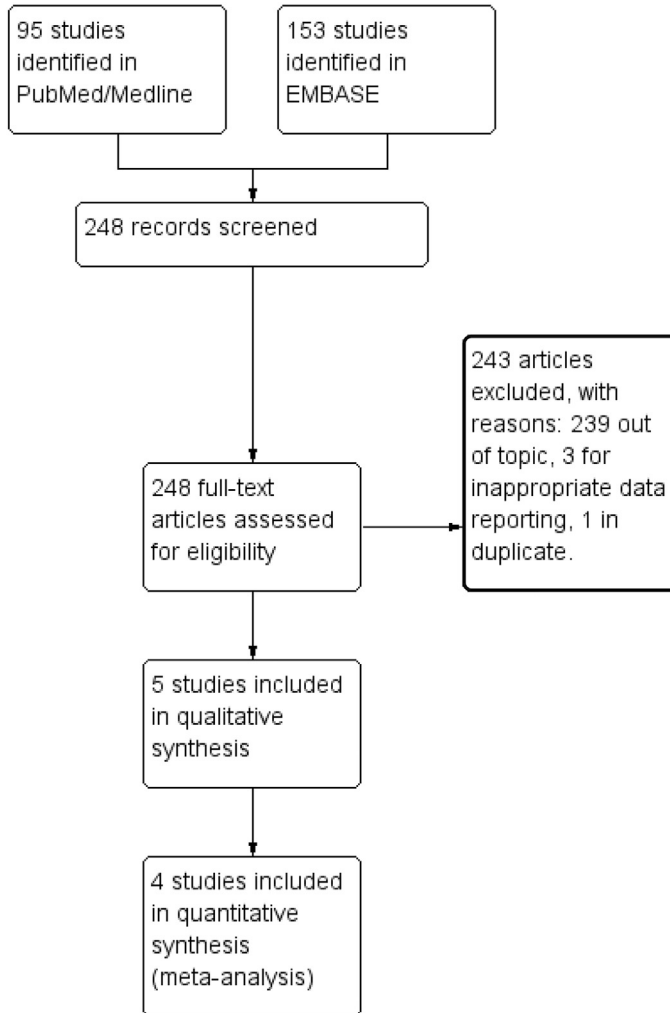 95 studies
identified in
PubMed/Medline
153 studies
identified in
EMBASE
248 records screened
243 articles
excluded, with
reasons: 239 out
of topic, 3 for
inappropriate data
reporting, 1 in
duplicate.
248 full-text
articles assessed
for eligibility
5 studies included
in qualitative
synthesis
4 studies included
in quantitative
synthesis
(meta-analysis)